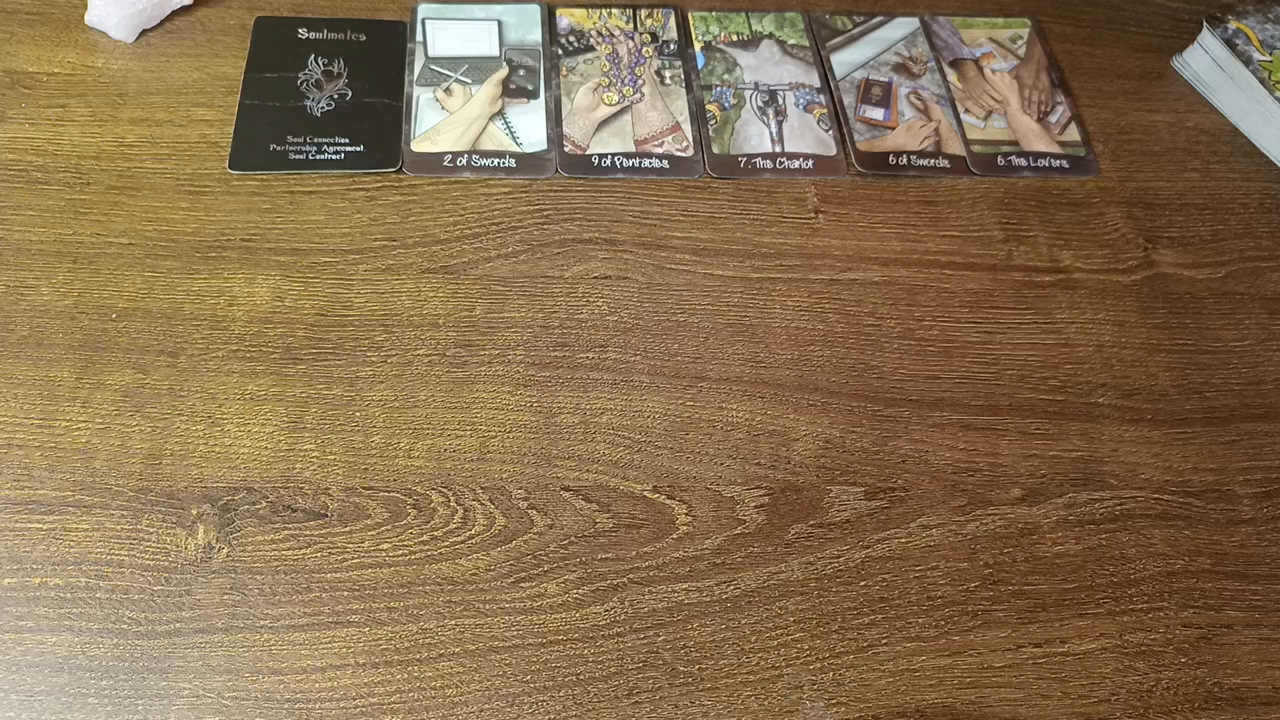 Soulmates
Soul Connection.
Partnership. Agreement.
Soul Contract
2 of Swords
9 of Pentacles
7. The Chariot
6 of Swords
6. The Lovers